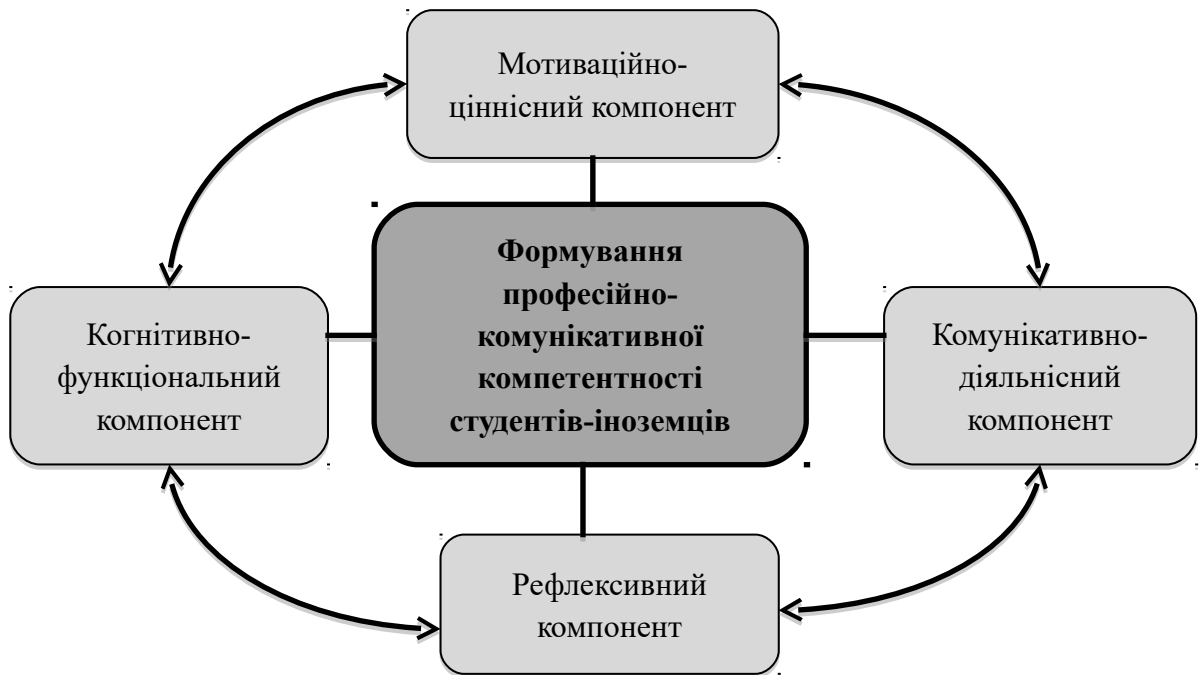 Мотиваційно-
ціннісний компонент
Формування
професійно-
комунікативної
компетентності
студентів-іноземців
Когнітивно-
функціональний
компонент
Комунікативно-
діяльнісний
компонент
Рефлексивний
компонент